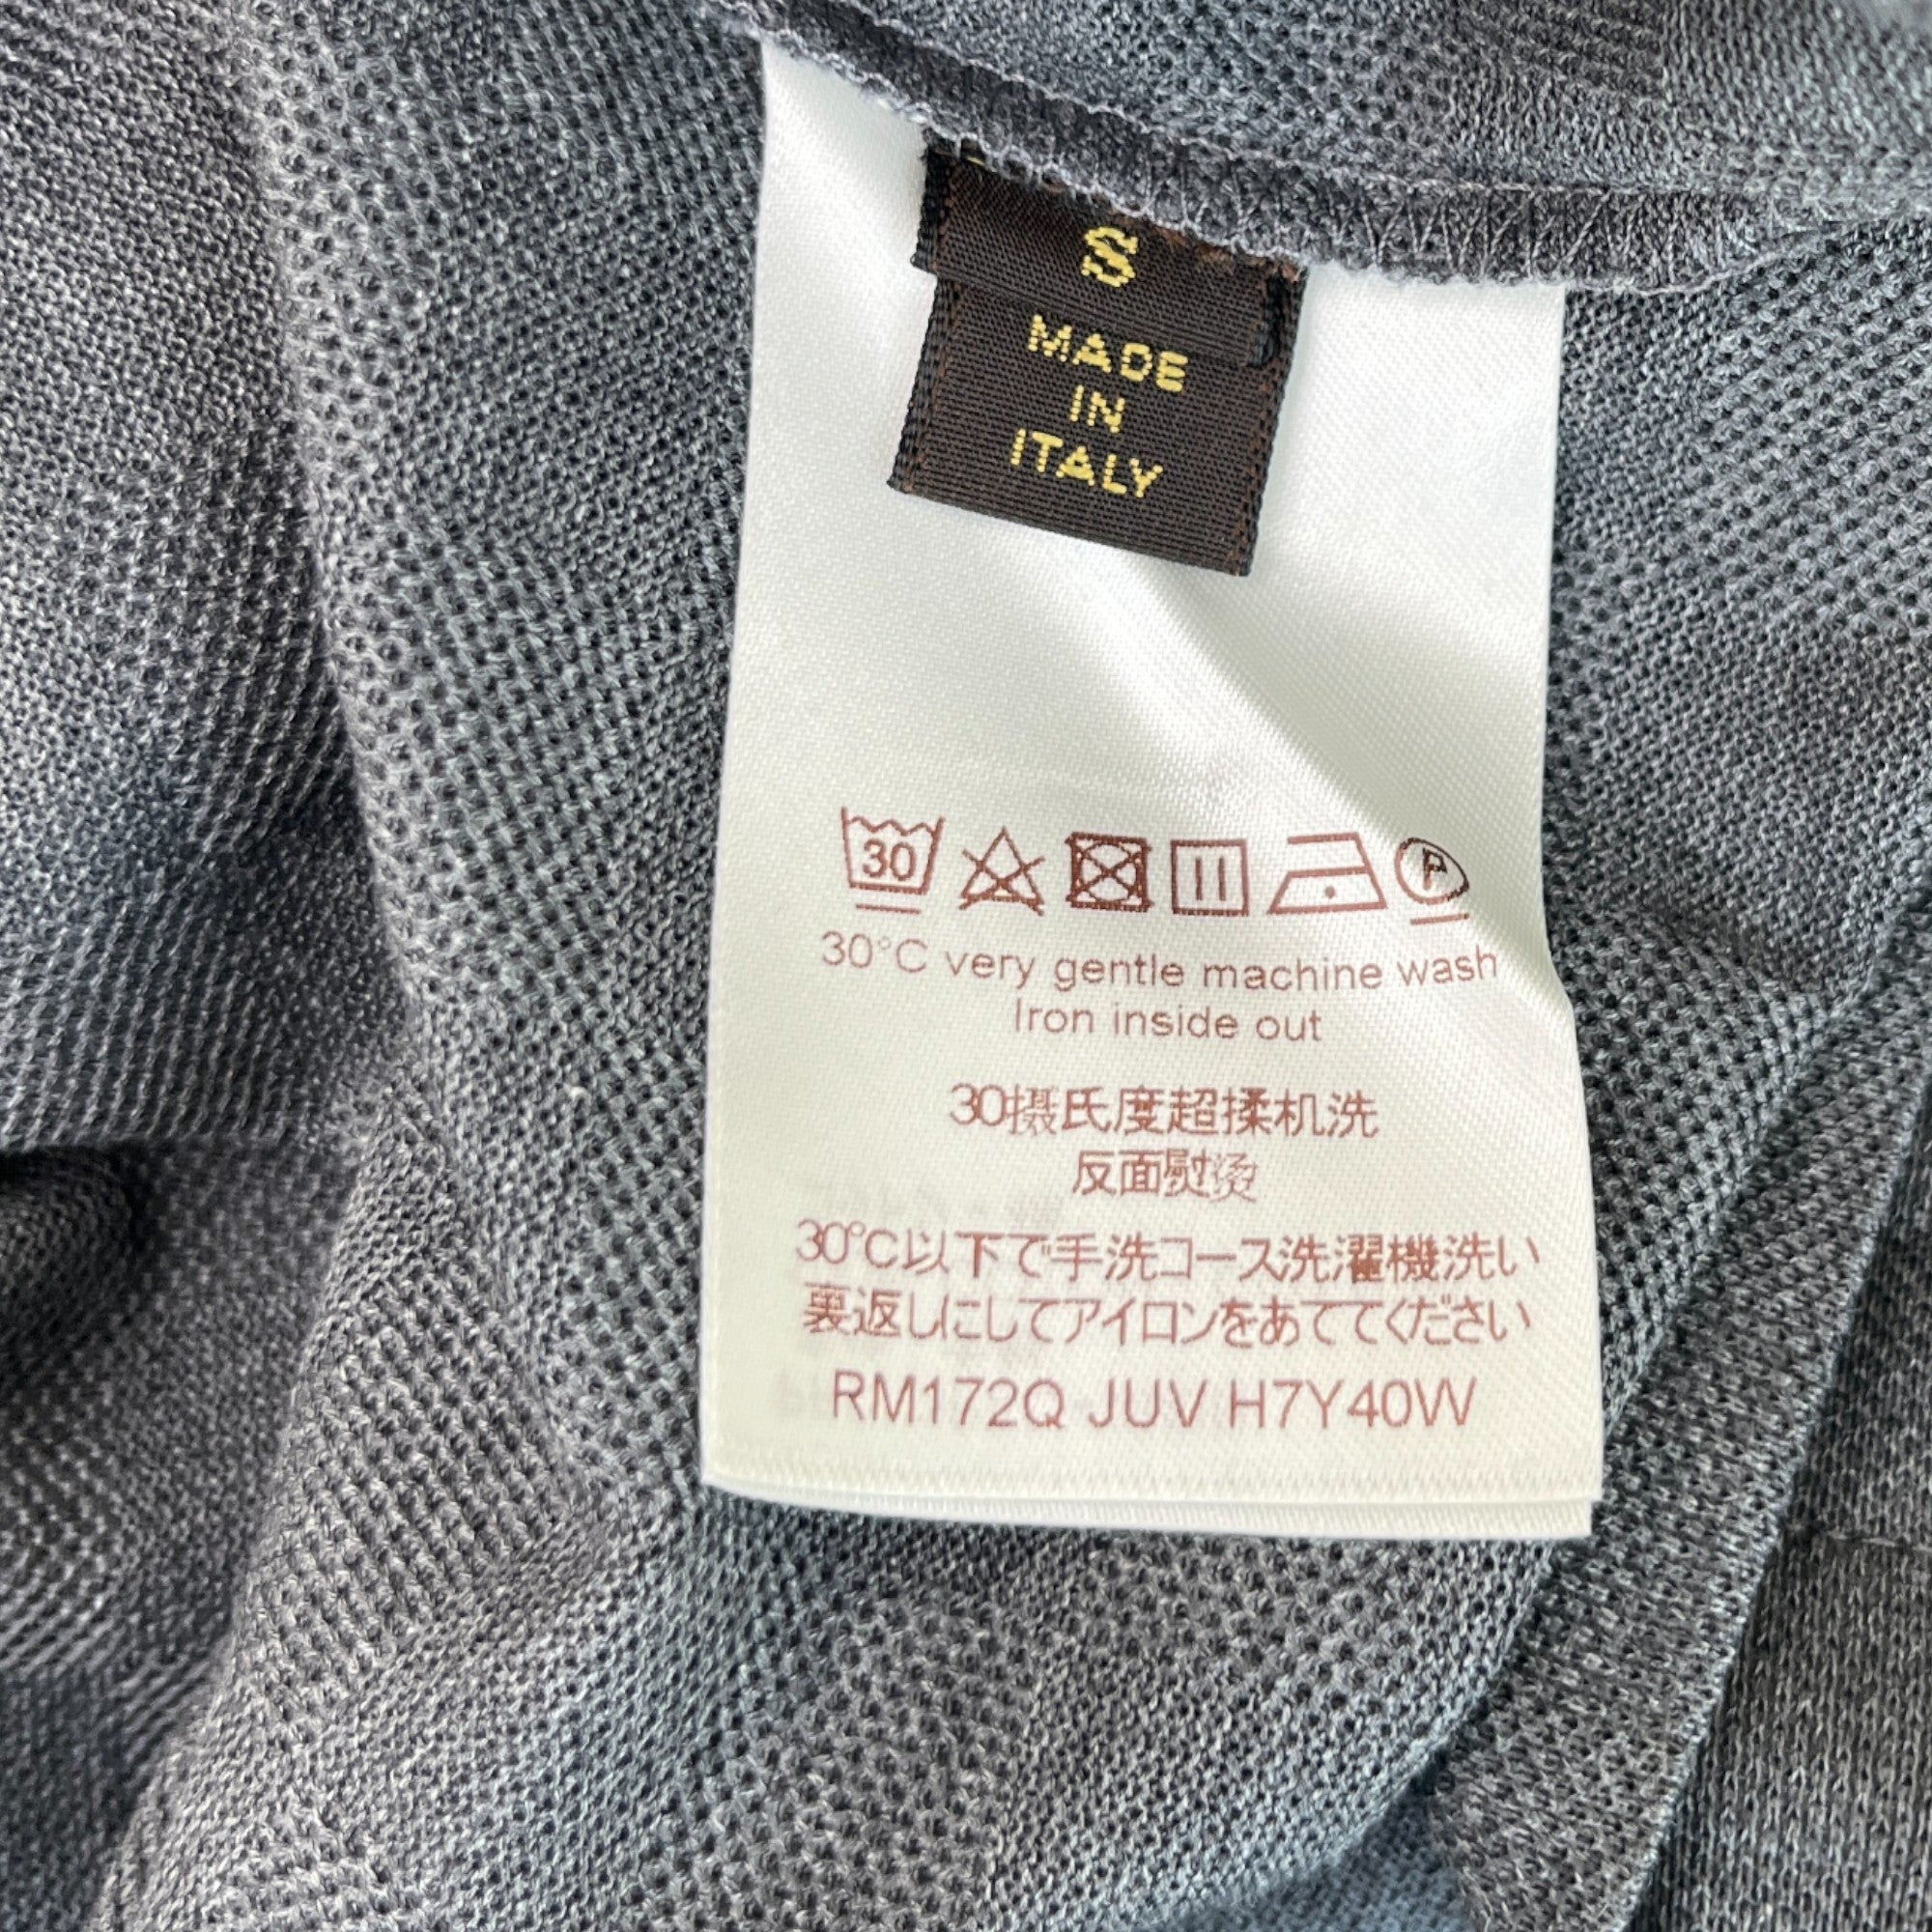 S
MADE
IN
ITALY
30
P
30°C very gentle machine wash
Iron inside out
30摄氏度超揉机洗
反面熨烫
30°C以下で手洗コース洗濯機洗い
裏返しにしてアイロンをあててください
RM172Q JUV H7Y40W